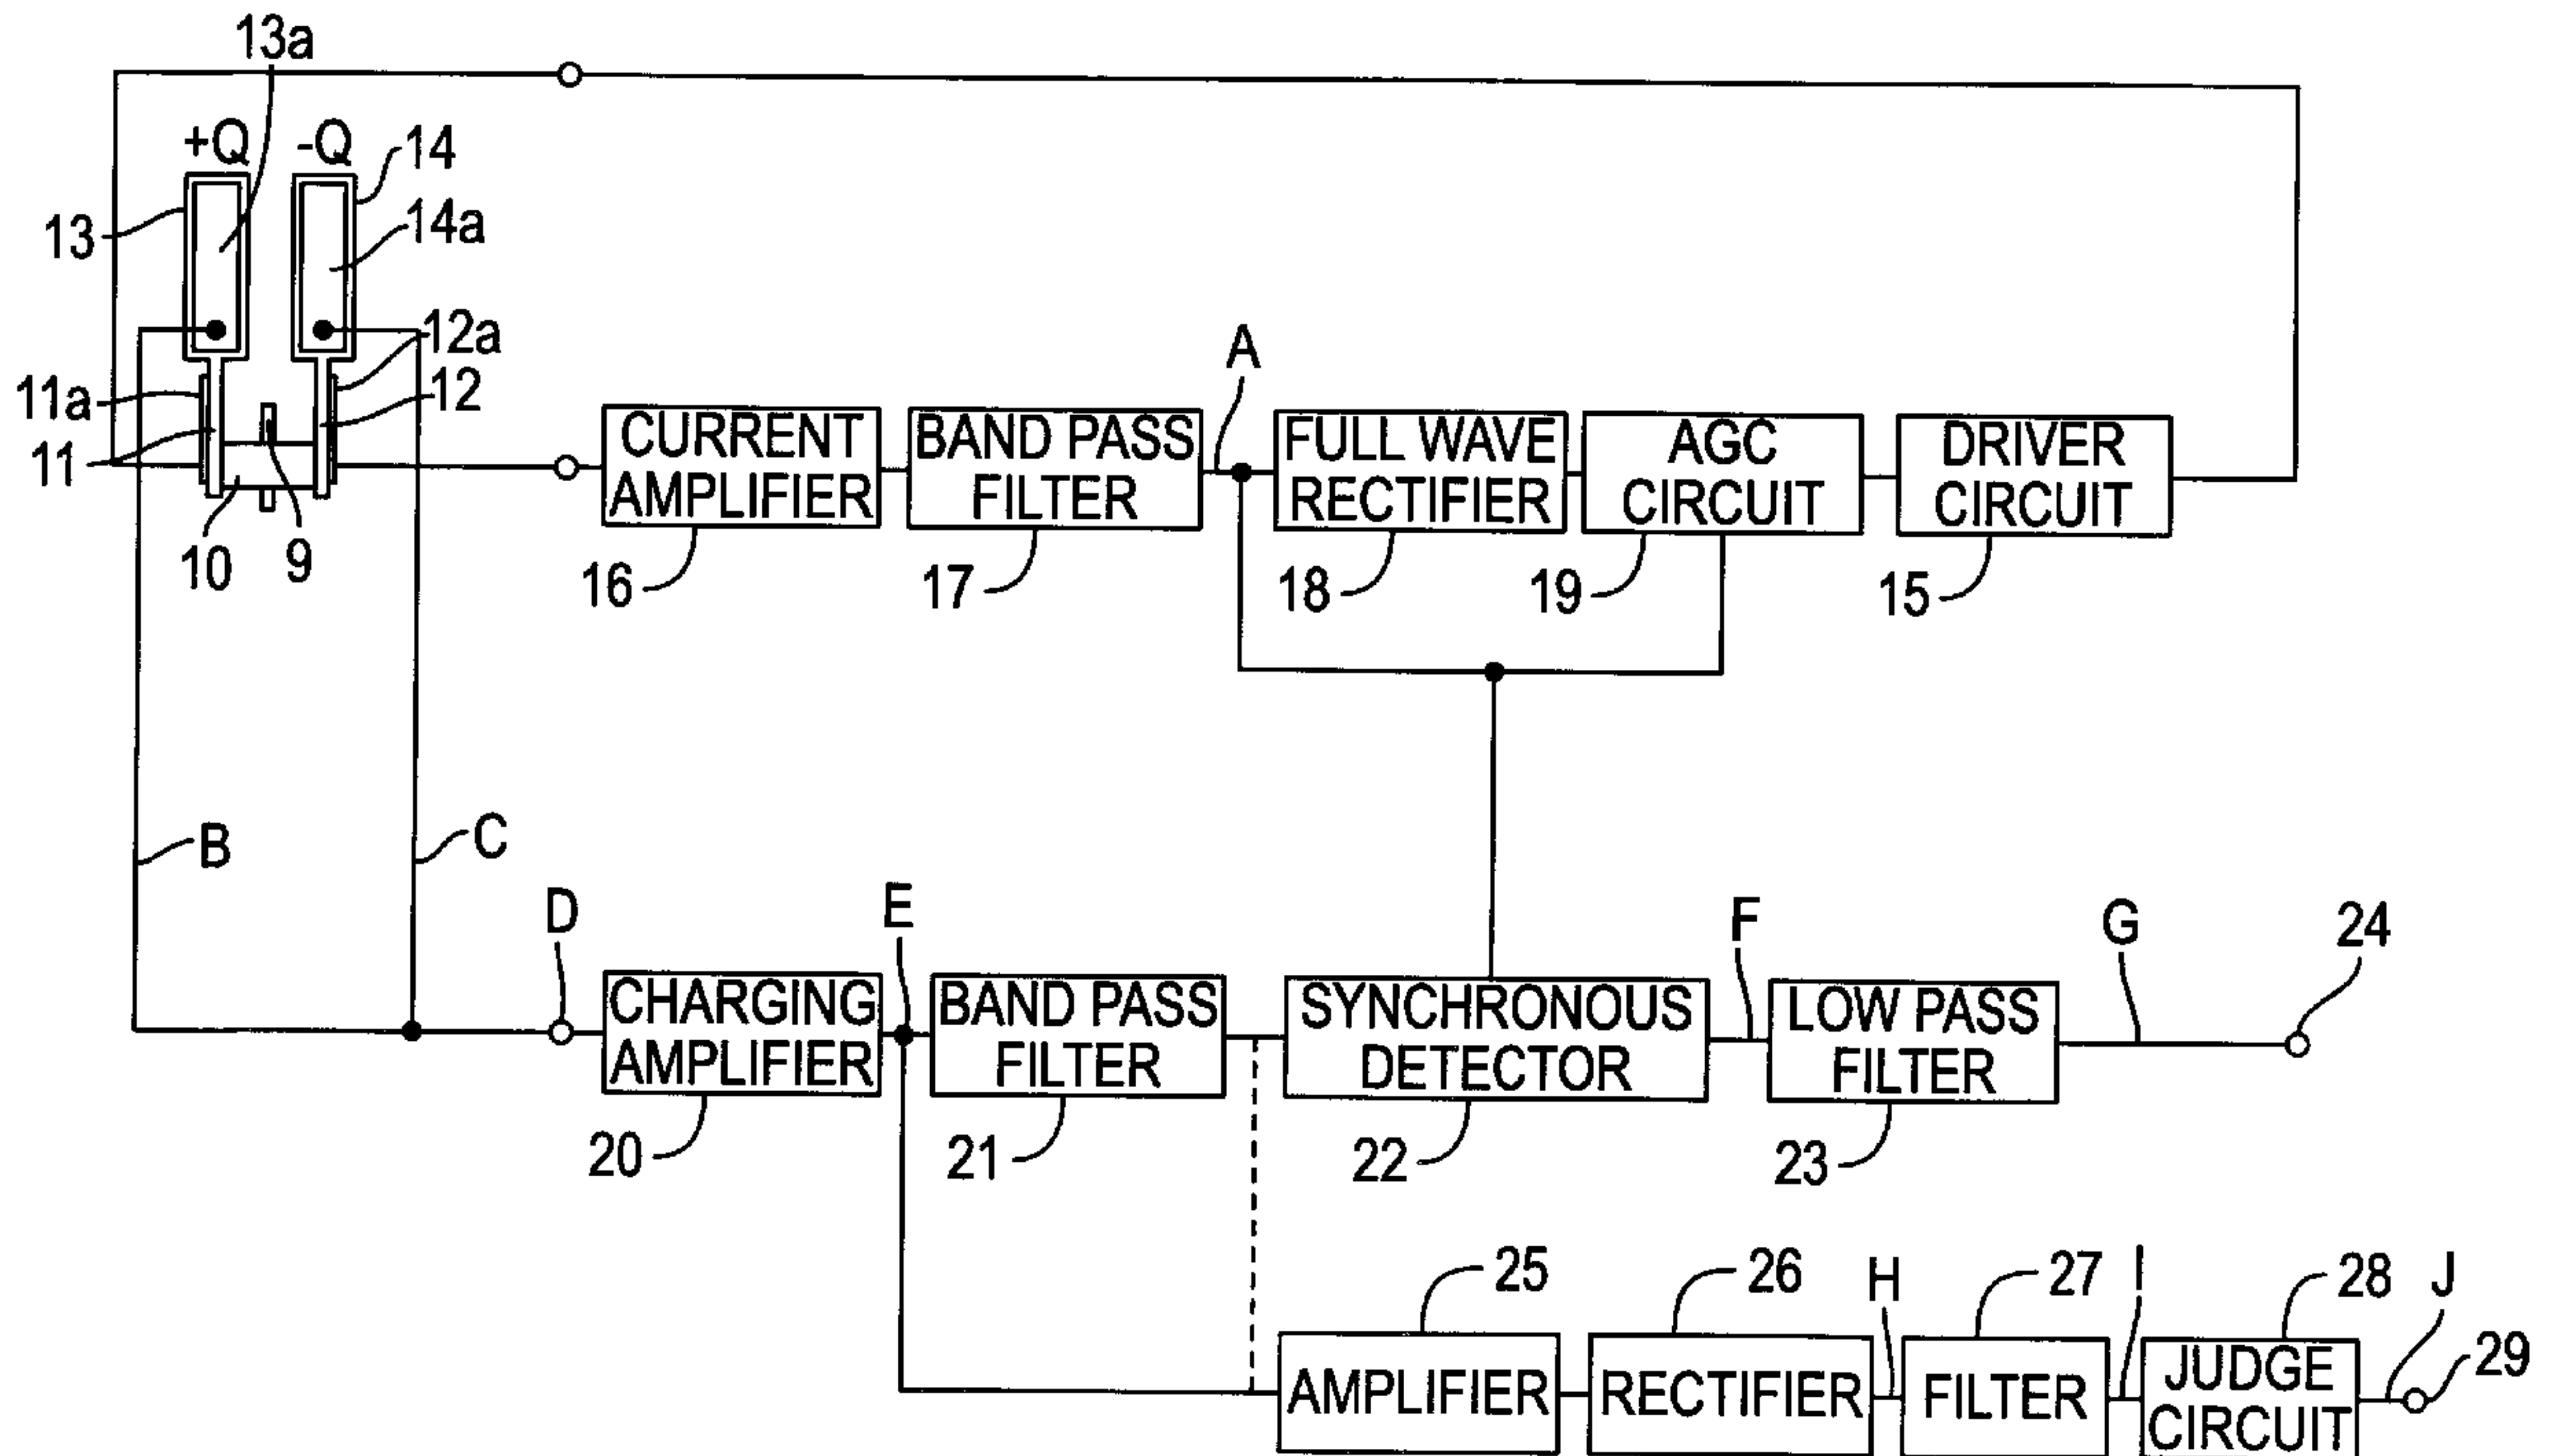 13a
+Q
-Q
14
13
14a
12a
11a
12
11
10
9
A
CURRENT
AMPLIFIER
16
BAND PASS
FILTER
17
FULL WAVE
RECTIFIER
18
AGC
CIRCUIT
19
DRIVER
CIRCUIT
15
B
C
D
E
F
G
24
CHARGING
AMPLIFIER
20
BAND PASS
FILTER
21
SYNCHRONOUS
DETECTOR
22
LOW PASS
FILTER
23
25
26
H
27
I
28
J
29
AMPLIFIER
RECTIFIER
FILTER
JUDGE
CIRCUIT